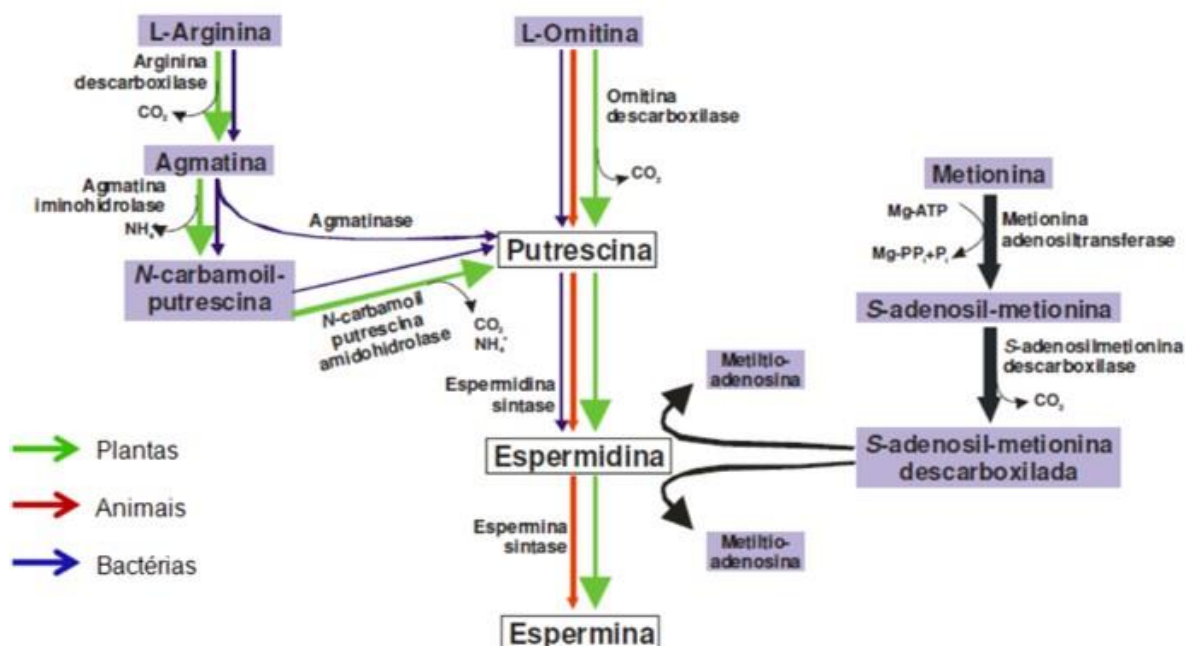 L-Arginina
Arginina
descarboxilase
CO₂
Agmatina
Agmatina
iminohidrolase
NH₄⁺
Agmatinase
N-carbamoil-
putrescina
N-carbamoil
putrescina
amidohidrolase
CO₂
NH₄⁺
L-Ornitina
Ornitina
descarboxilase
CO₂
Putrescina
Espermidina
sintase
Espermidina
Espermina
sintase
Espermina
Metionina
Mg-ATP
Metionina
adenosiltransferase
Mg-PPᵢ+Pᵢ
S-adenosil-metionina
S-adenosilmetionina
descarboxilase
CO₂
S-adenosil-metionina
descarboxilada
Metiltio-
adenosina
Metiltio-
adenosina
Plantas
Animais
Bactérias